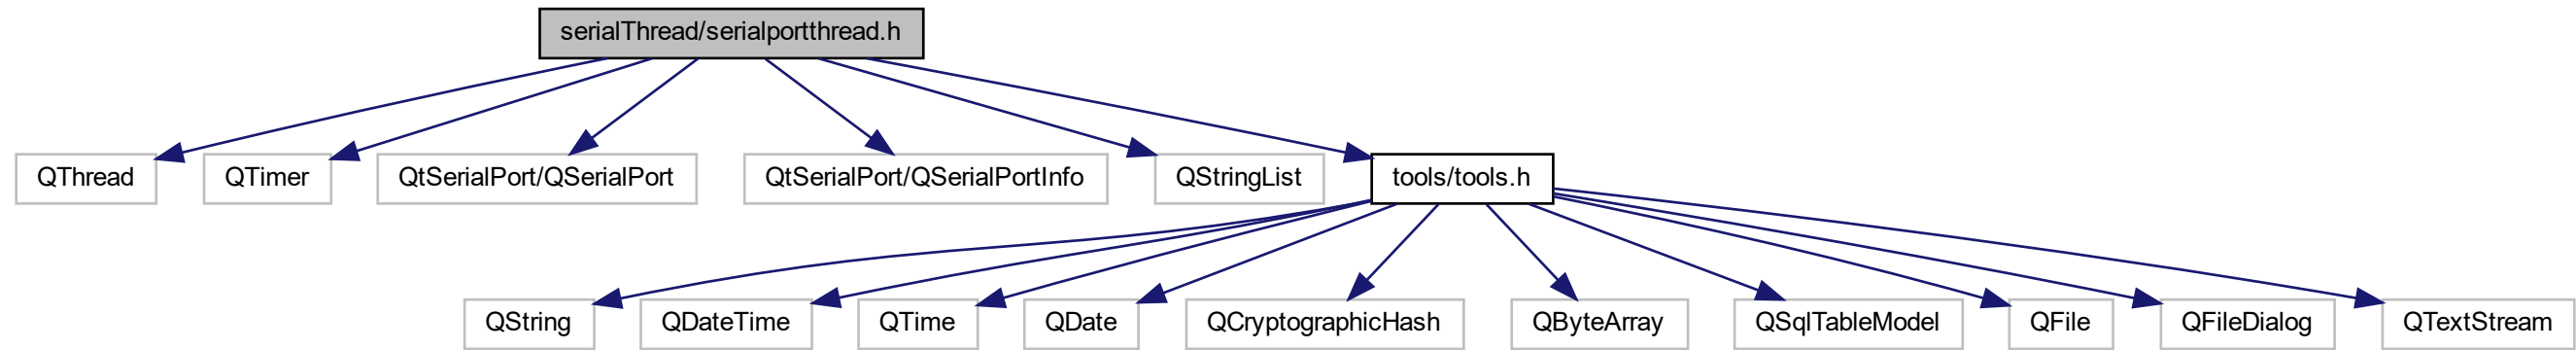 serialThread/serialportthread.h
QThread
QTimer
QtSerialPort/QSerialPort
QtSerialPort/QSerialPortInfo
QStringList
tools/tools.h
QString
QDateTime
QTime
QDate
QCryptographicHash
QByteArray
QSqlTableModel
QFile
QFileDialog
QTextStream